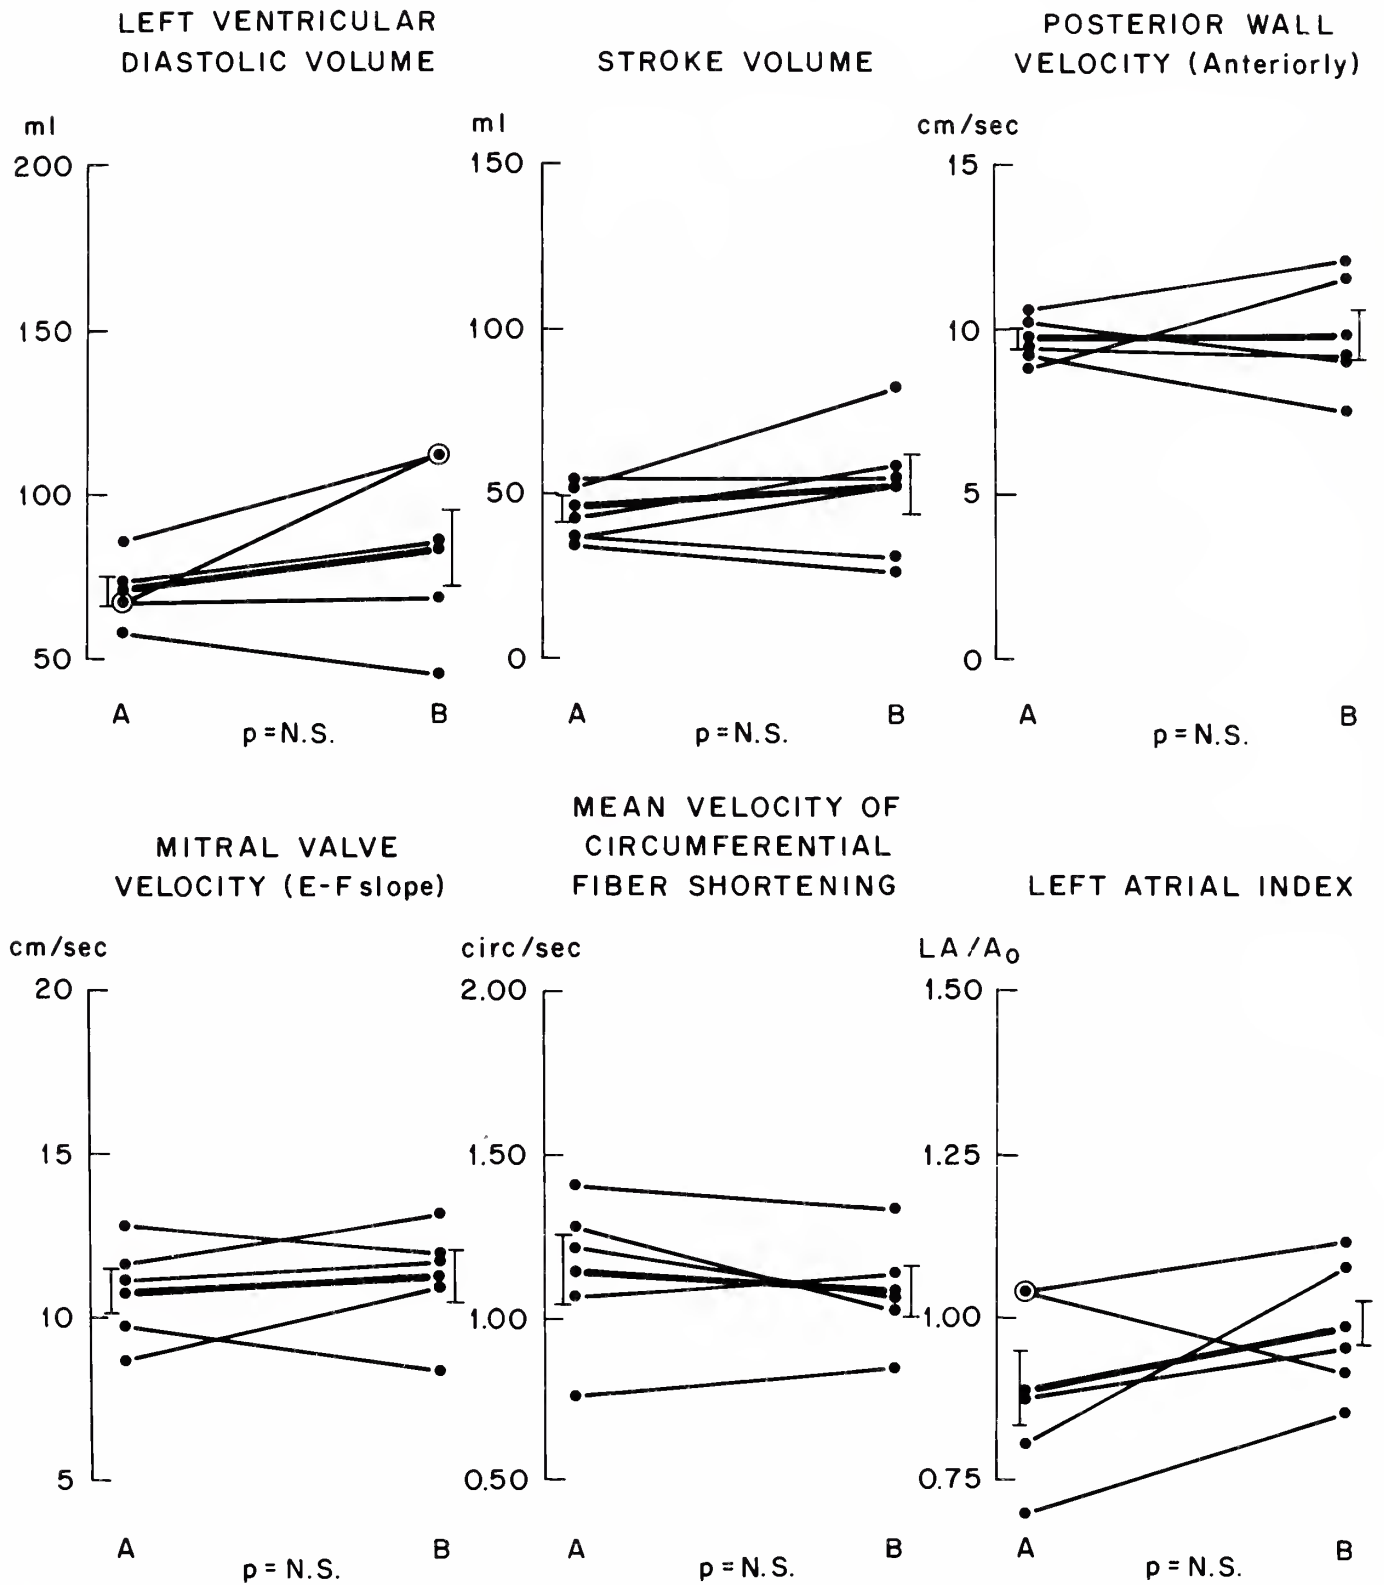 LEFT VENTRICULAR
DIASTOLIC VOLUME
ml
200
150
100
50
A
B
p = N.S.
STROKE VOLUME
ml
150
100
50
0
A
B
p = N.S.
POSTERIOR WALL
VELOCITY (Anteriorly)
cm/sec
15
10
5
0
A
B
p = N.S.
MITRAL VALVE
VELOCITY (E-F slope)
cm/sec
20
15
10
5
A
B
p = N.S.
MEAN VELOCITY OF
CIRCUMFERENTIAL
FIBER SHORTENING
circ/sec
2.00
1.50
1.00
0.50
A
B
p = N.S.
LEFT ATRIAL INDEX
LA/Ao
1.50
1.25
1.00
0.75
A
B
p = N.S.